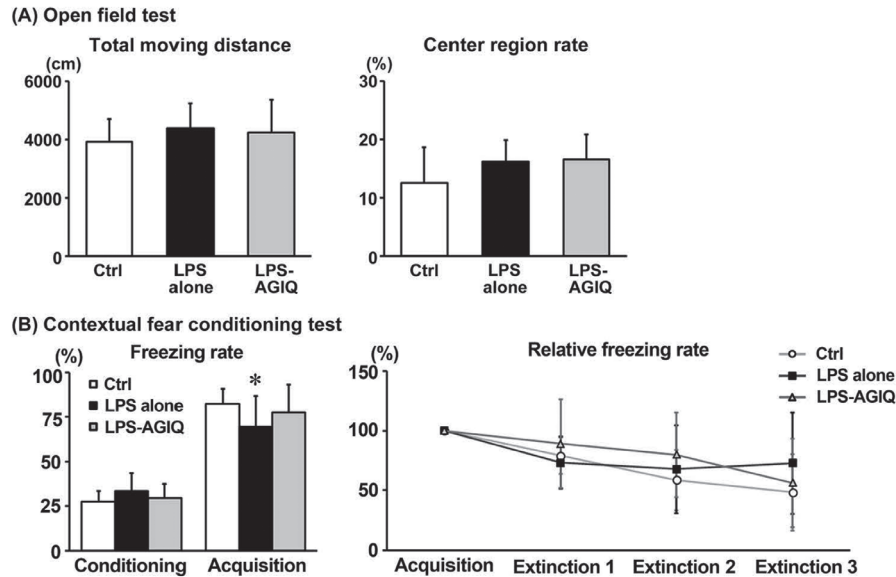 (A) Open field test
Total moving distance
(cm)
6000
4000
2000
0
Ctrl
LPS
alone
LPS-
AGIQ
Center region rate
(%)
30
20
10
0
Ctrl
LPS
alone
LPS-
AGIQ
(B) Contextual fear conditioning test
Freezing rate
(%)
100
75
50
25
0
Ctrl
LPS alone
LPS-AGIQ
*
Conditioning
Acquisition
Relative freezing rate
(%)
150
100
50
0
Ctrl
LPS alone
LPS-AGIQ
Acquisition
Extinction 1
Extinction 2
Extinction 3